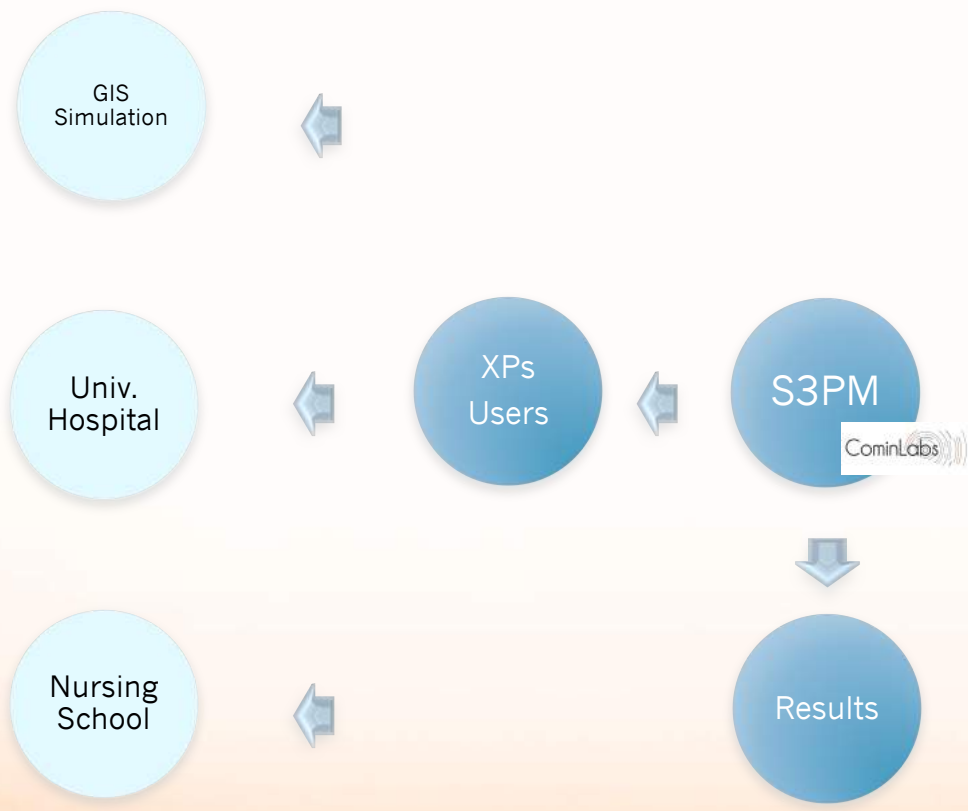 GIS
Simulation
Univ.
Hospital
XPs
Users
S3PM
CominLabs
Nursing
School
Results